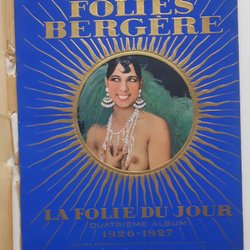 FOLIES
BERGÈRE
LA FOLIE DU JOUR
QUATRIÈME ALBUM
1926-1927